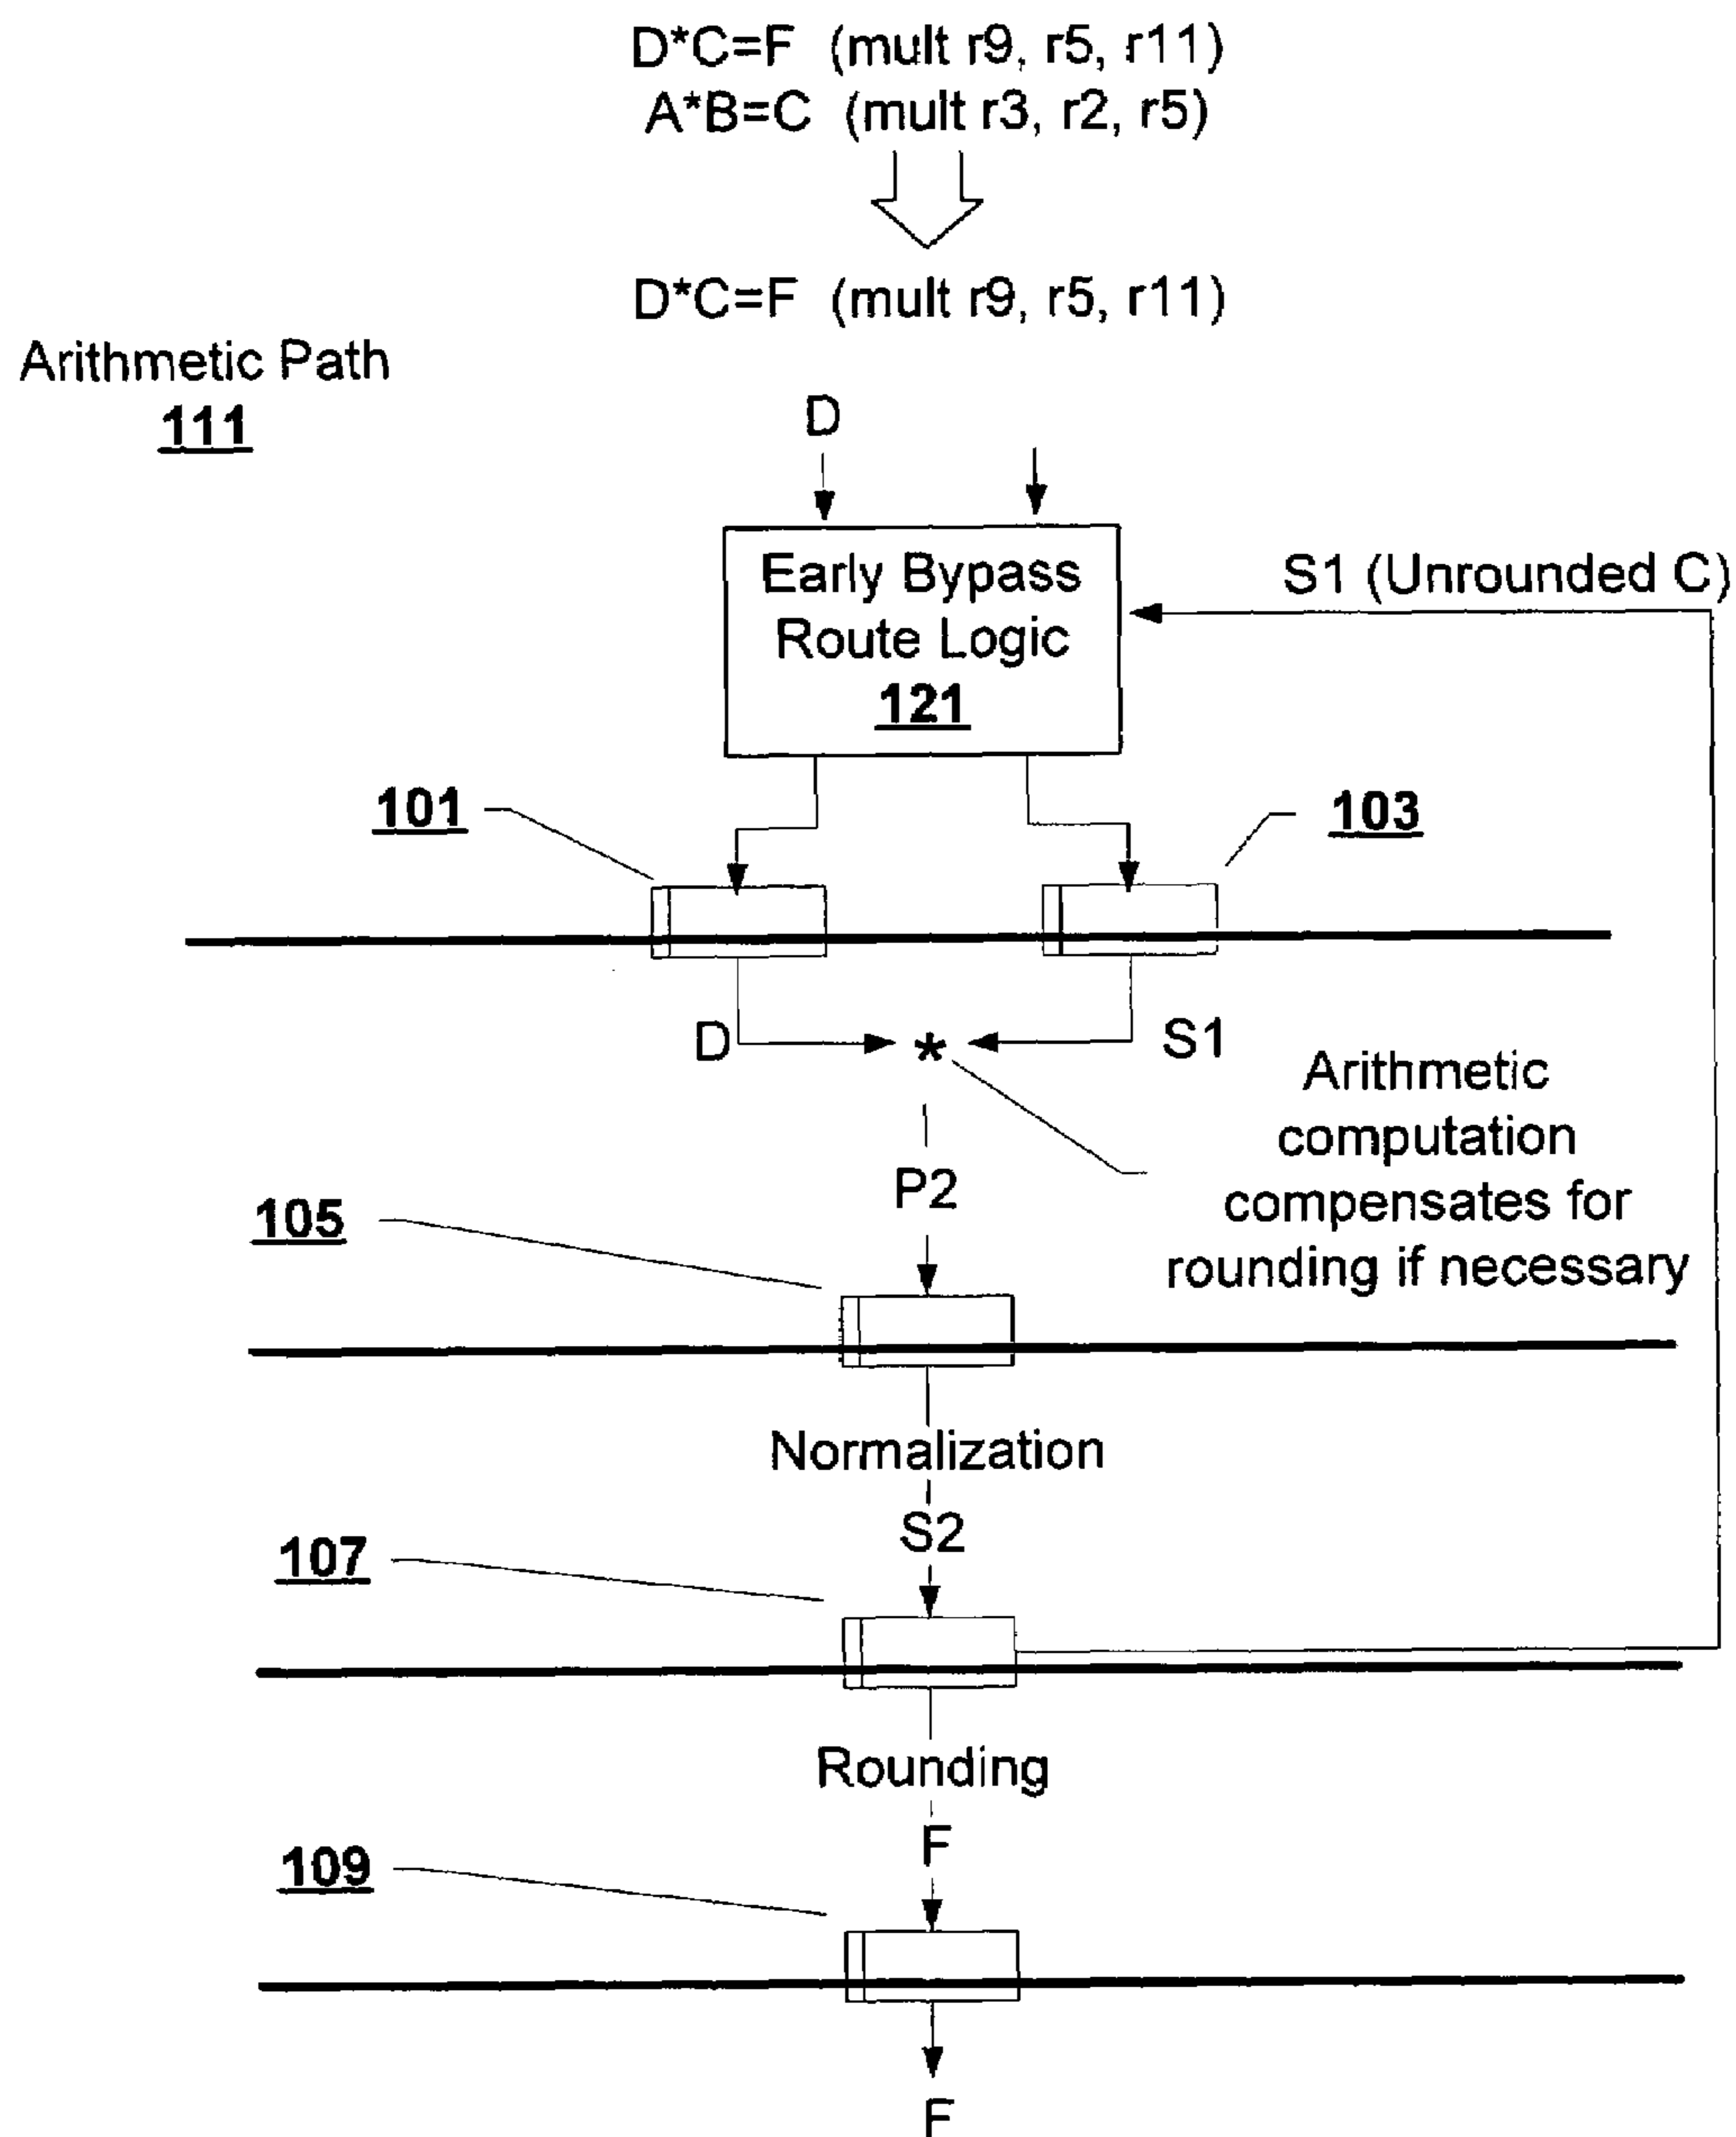 D*C=F (mult r9, r5, r11)
A*B=C (mult r3, r2, r5)
D*C=F (mult r9, r5, r11)
Arithmetic Path
111
D
Early Bypass
Route Logic
121
S1 (Unrounded C)
101
103
D
*
S1
Arithmetic
computation
compensates for
rounding if necessary
P2
105
Normalization
S2
107
Rounding
F
109
F